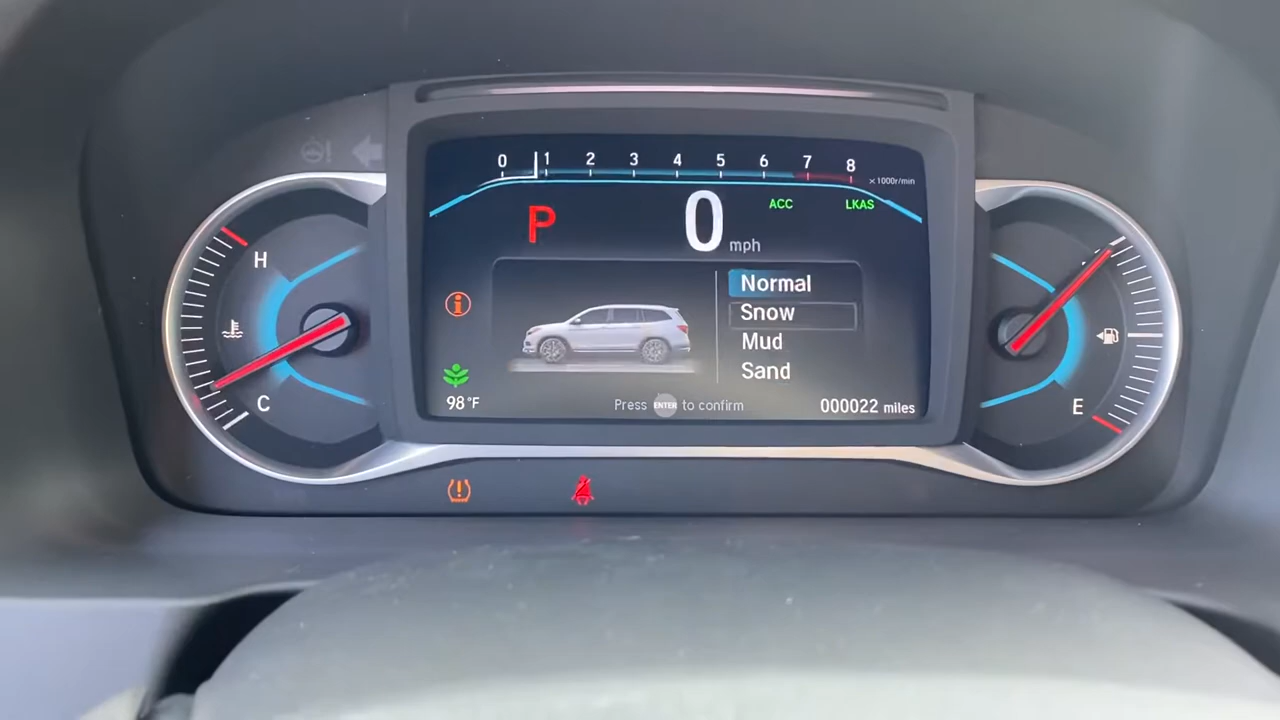 0 1 2 3 4 5 6 7 8
×1000r/min
P 0 mph
ACC LKAS
H
C
E
Normal
Snow
Mud
Sand
98 °F
Press ENTER to confirm
000022 miles